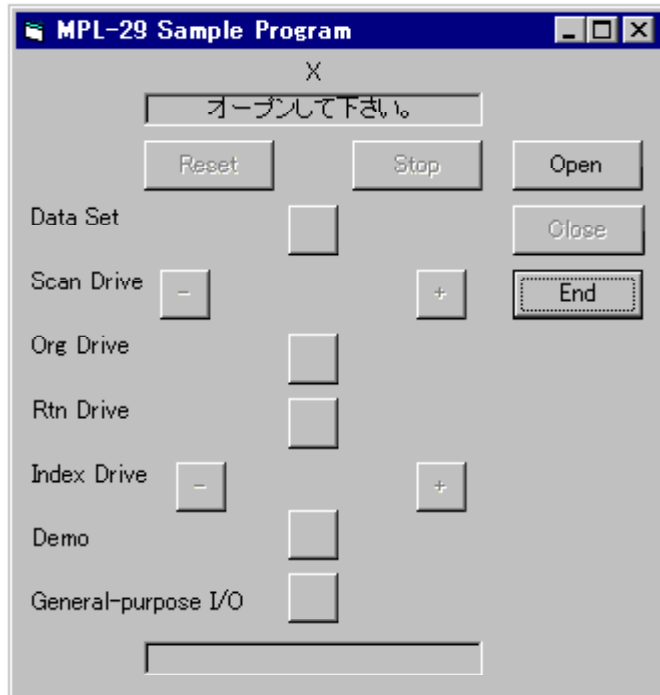 MPL-29 Sample Program
X
オープンして下さい。
Reset Stop Open
Data Set Close
Scan Drive - + End
Org Drive
Rtn Drive
Index Drive - +
Demo
General-purpose I/O